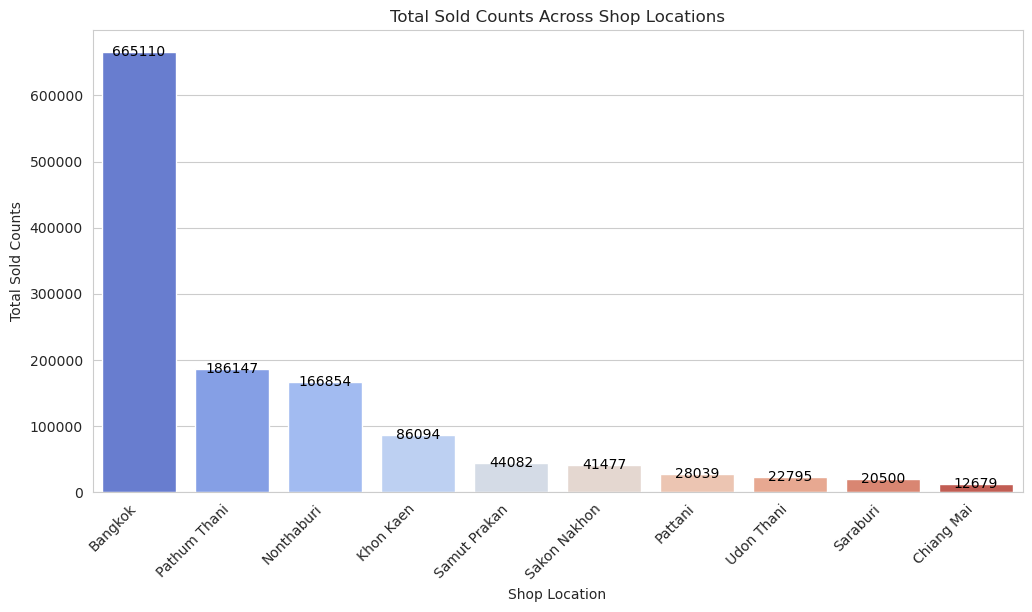 Total Sold Counts Across Shop Locations
Total Sold Counts
600000
500000
400000
300000
200000
100000
0
665110
186147
166854
86094
44082
41477
28039
22795
20500
12679
Bangkok
Pathum Thani
Nonthaburi
Khon Kaen
Samut Prakan
Sakon Nakhon
Pattani
Udon Thani
Saraburi
Chiang Mai
Shop Location